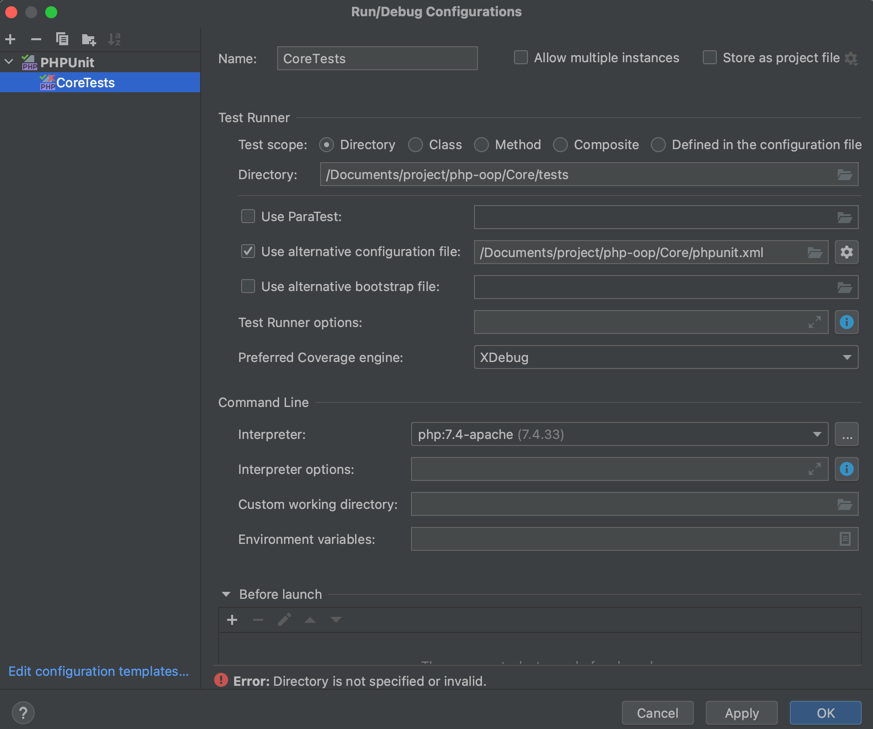 Run/Debug Configurations
PHPUnit
CoreTests
Name: CoreTests Allow multiple instances Store as project file
Test Runner
Test scope: Directory Class Method Composite Defined in the configuration file
Directory: /Documents/project/php-oop/Core/tests
Use ParaTest:
Use alternative configuration file: /Documents/project/php-oop/Core/phpunit.xml
Use alternative bootstrap file:
Test Runner options:
Preferred Coverage engine: XDebug
Command Line
Interpreter: php:7.4-apache (7.4.33) ...
Interpreter options:
Custom working directory:
Environment variables:
Before launch
Edit configuration templates...
Error: Directory is not specified or invalid.
? Cancel Apply OK